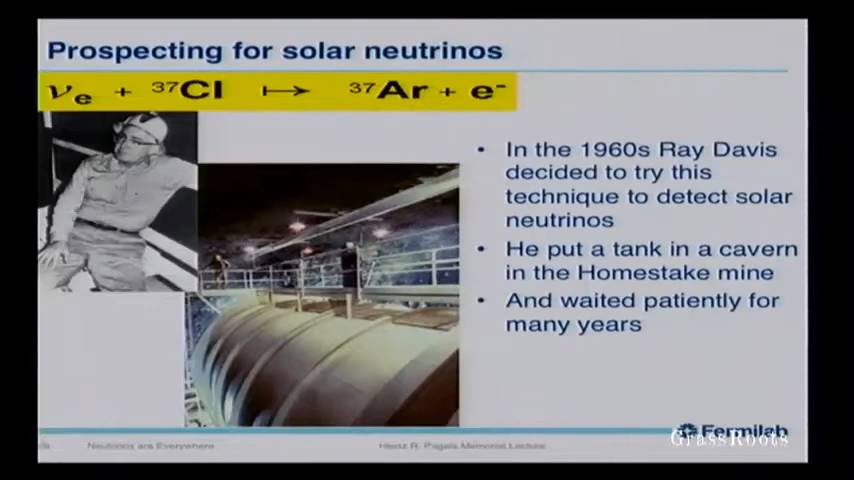 Prospecting for solar neutrinos
νe + ³⁷Cl ↦ ³⁷Ar + e⁻
• In the 1960s Ray Davis
decided to try this
technique to detect solar
neutrinos
• He put a tank in a cavern
in the Homestake mine
• And waited patiently for
many years
Fermilab
GrassRoots
Neutrinos are Everywhere
Heinz R. Pagels Memorial Lecture